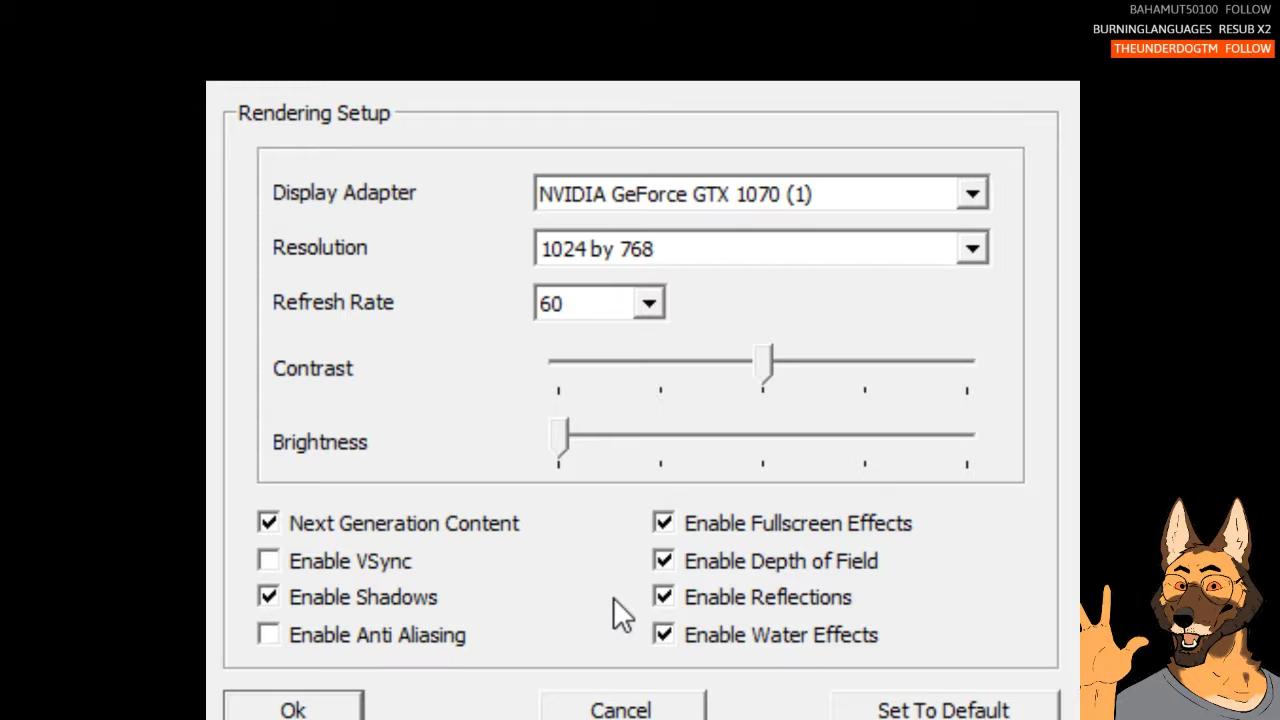 BAHAMUT50100 FOLLOW
BURNINGLANGUAGES RESUB X2
THEUNDERDOGTM FOLLOW
Rendering Setup
Display Adapter NVIDIA GeForce GTX 1070 (1)
Resolution 1024 by 768
Refresh Rate 60
Contrast
Brightness
Next Generation Content Enable Fullscreen Effects
Enable VSync Enable Depth of Field
Enable Shadows Enable Reflections
Enable Anti Aliasing Enable Water Effects
Ok Cancel Set To Default